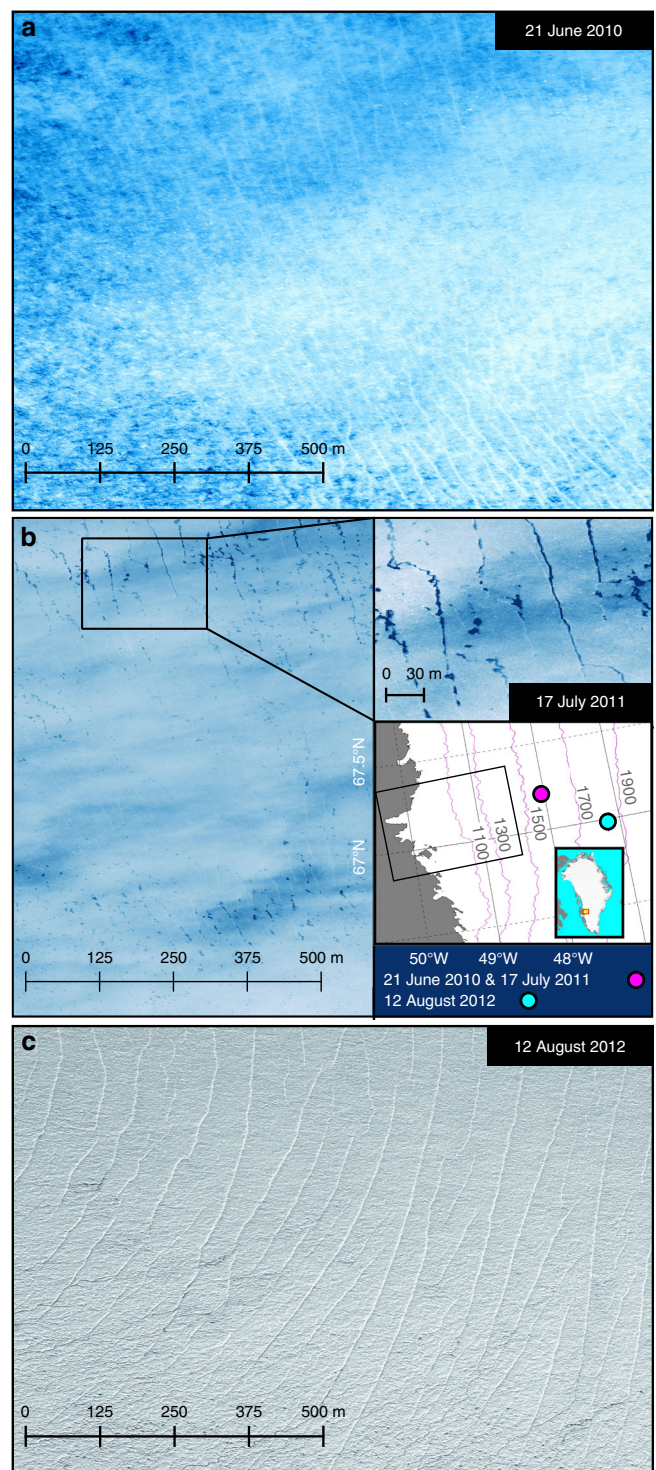 a
21 June 2010
0 125 250 375 500 m
b
0 30 m
17 July 2011
67.5°N
67°N
1100
1300
1500
1700
1900
0 125 250 375 500 m
50°W 49°W 48°W
21 June 2010 & 17 July 2011
12 August 2012
c
12 August 2012
0 125 250 375 500 m